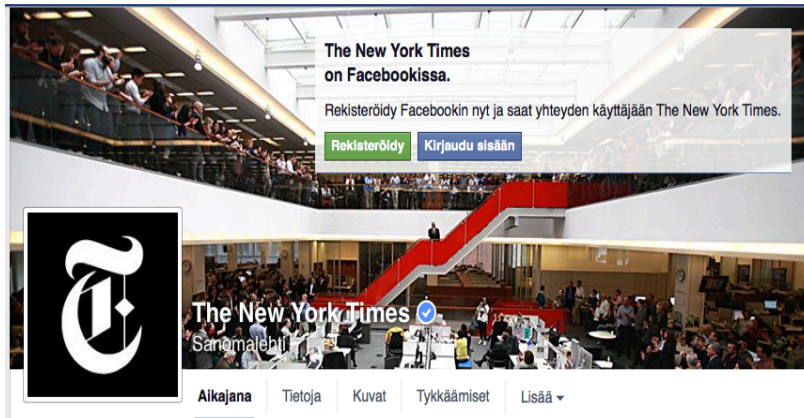 The New York Times
on Facebookissa.
Rekisteröidy Facebookin nyt ja saat yhteyden käyttäjään The New York Times.
Rekisteröidy Kirjaudu sisään
T
The New York Times
Sanomalehti
Aikajana Tietoja Kuvat Tykkäämiset Lisää